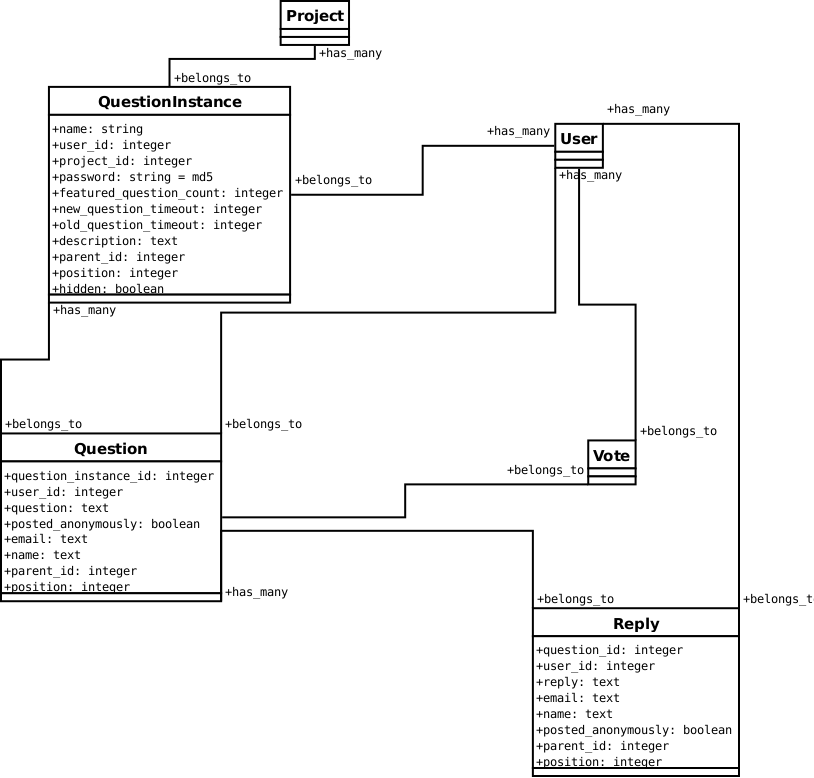 Project
+has_many
+belongs_to
QuestionInstance
+name: string
+user_id: integer
+project_id: integer
+password: string = md5
+featured_question_count: integer
+new_question_timeout: integer
+old_question_timeout: integer
+description: text
+parent_id: integer
+position: integer
+hidden: boolean
+has_many
+belongs_to
+has_many
+has_many
User
+has_many
+belongs_to
+belongs_to
Question
+question_instance_id: integer
+user_id: integer
+question: text
+posted_anonymously: boolean
+email: text
+name: text
+parent_id: integer
+position: integer
+has_many
+belongs_to
Vote
+belongs_to
+belongs_to
+belongs_t
Reply
+question_id: integer
+user_id: integer
+reply: text
+email: text
+name: text
+posted_anonymously: boolean
+parent_id: integer
+position: integer